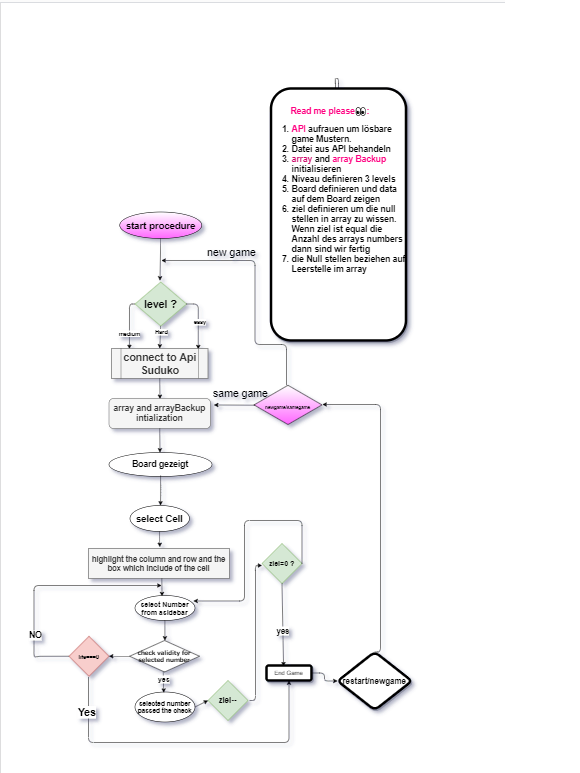 Read me please👀:
1. API aufrauen um lösbare
game Mustern.
2. Datei aus API behandeln
3. array and array Backup
initialisieren
4. Niveau definieren 3 levels
5. Board definieren und data
auf dem Board zeigen
6. ziel definieren um die null
stellen in array zu wissen.
Wenn ziel ist equal die
Anzahl des arrays numbers
dann sind wir fertig
7. die Null stellen beziehen auf
Leerstelle im array
start procedure
new game
level ?
medium
Hard
easy
connect to Api
Suduko
same game
newgame/samegame
array and arrayBackup
intialization
Board gezeigt
select Cell
highlight the column and row and the
box which include of the cell
ziel=0 ?
select Number
from asidebar
NO
yes
check validity for
selected number
End Game
restart/newgame
yes
selected number
passed the check
ziel--
Yes